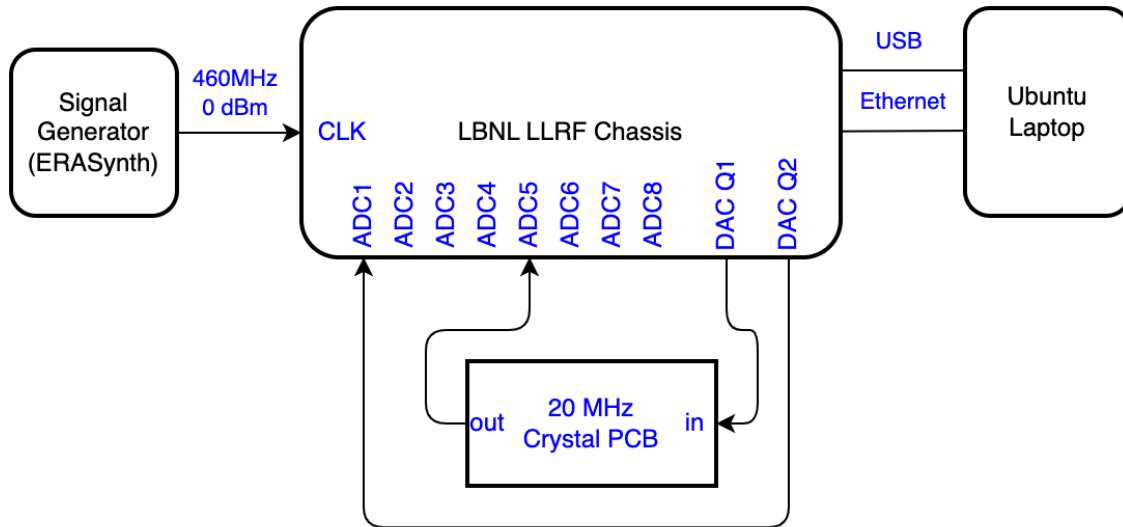 Signal
Generator
(ERASynth)
460MHz
0 dBm
CLK
LBNL LLRF Chassis
ADC1
ADC2
ADC3
ADC4
ADC5
ADC6
ADC7
ADC8
DAC Q1
DAC Q2
USB
Ethernet
Ubuntu
Laptop
out
20 MHz
Crystal PCB
in